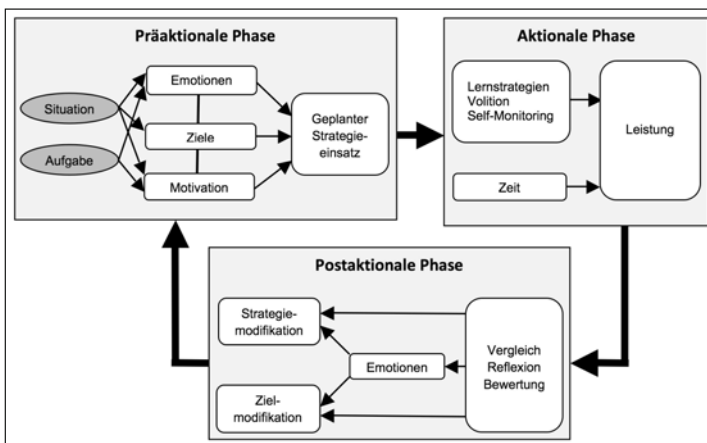 Präaktionale Phase
Situation
Aufgabe
Emotionen
Ziele
Motivation
Geplanter
Strategie-
einsatz
Aktionale Phase
Lernstrategien
Volition
Self-Monitoring
Zeit
Leistung
Postaktionale Phase
Strategie-
modifikation
Ziel-
modifikation
Emotionen
Vergleich
Reflexion
Bewertung